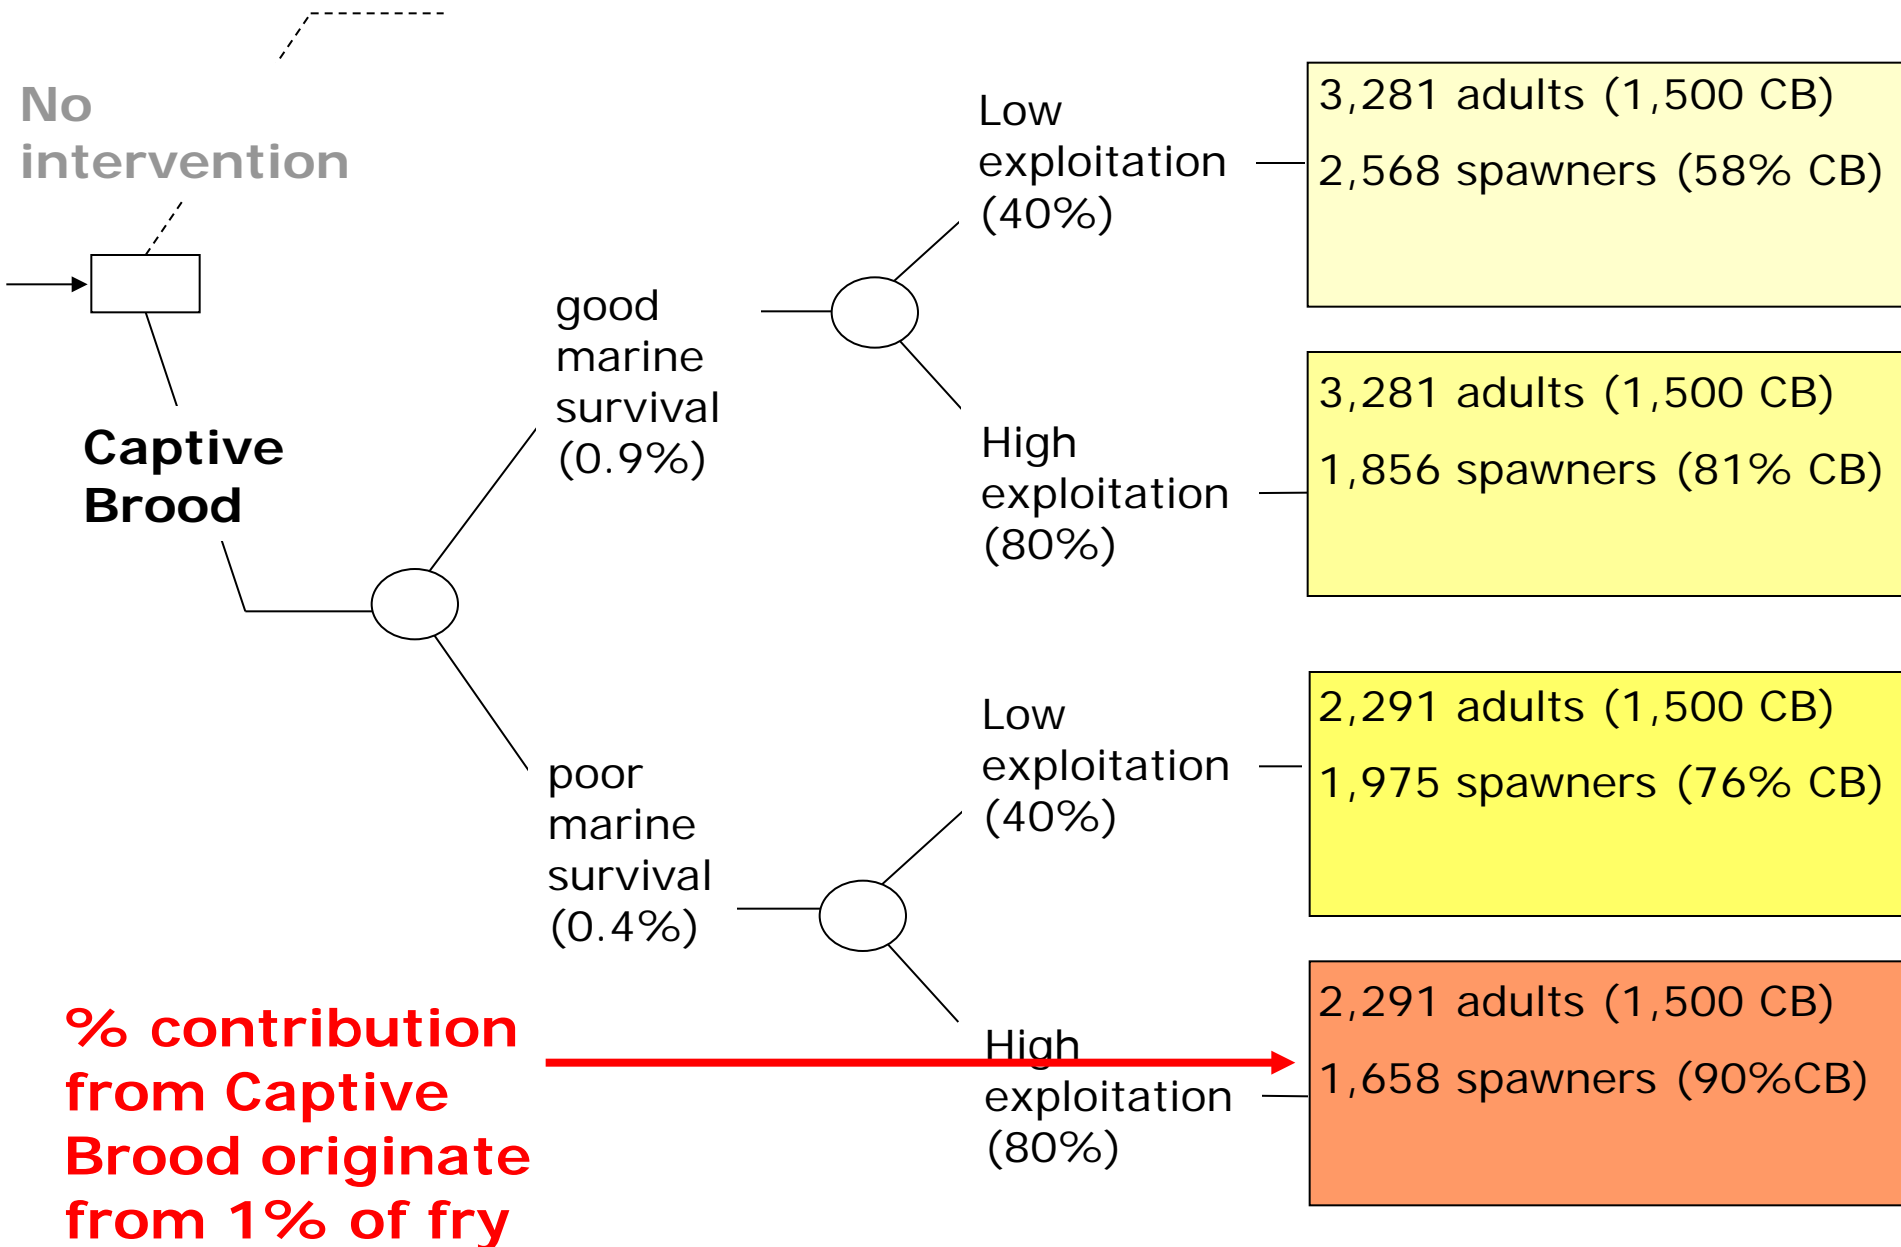 No
intervention
Captive
Brood
good
marine
survival
(0.9%)
poor
marine
survival
(0.4%)
Low
exploitation
(40%)
High
exploitation
(80%)
Low
exploitation
(40%)
High
exploitation
(80%)
3,281 adults (1,500 CB)
2,568 spawners (58% CB)
3,281 adults (1,500 CB)
1,856 spawners (81% CB)
2,291 adults (1,500 CB)
1,975 spawners (76% CB)
2,291 adults (1,500 CB)
1,658 spawners (90%CB)
% contribution
from Captive
Brood originate
from 1% of fry